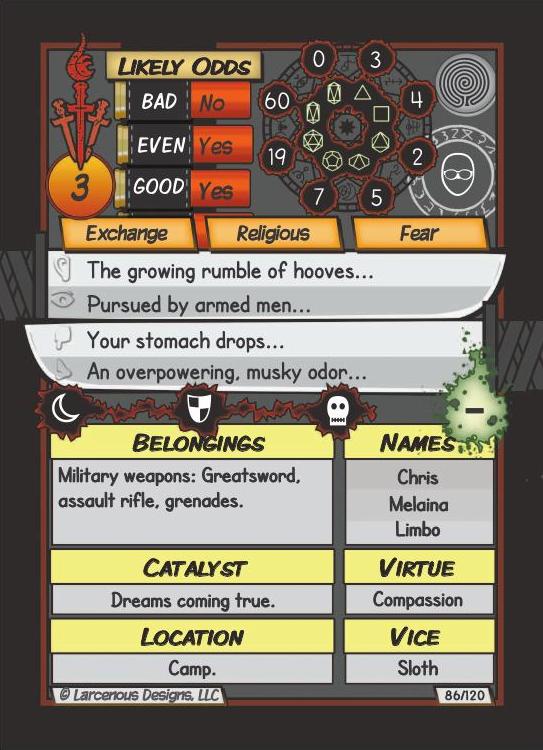 LIKELY ODDS
BAD No
EVEN Yes
GOOD Yes
3
0
3
60
4
19
2
7
5
Exchange Religious Fear
The growing rumble of hooves...
Pursued by armed men...
Your stomach drops...
An overpowering, musky odor...
BELONGINGS
Military weapons: Greatsword,
assault rifle, grenades.
NAMES
Chris
Melaina
Limbo
CATALYST
Dreams coming true.
VIRTUE
Compassion
LOCATION
Camp.
VICE
Sloth
© Larcenous Designs, LLC
86/120